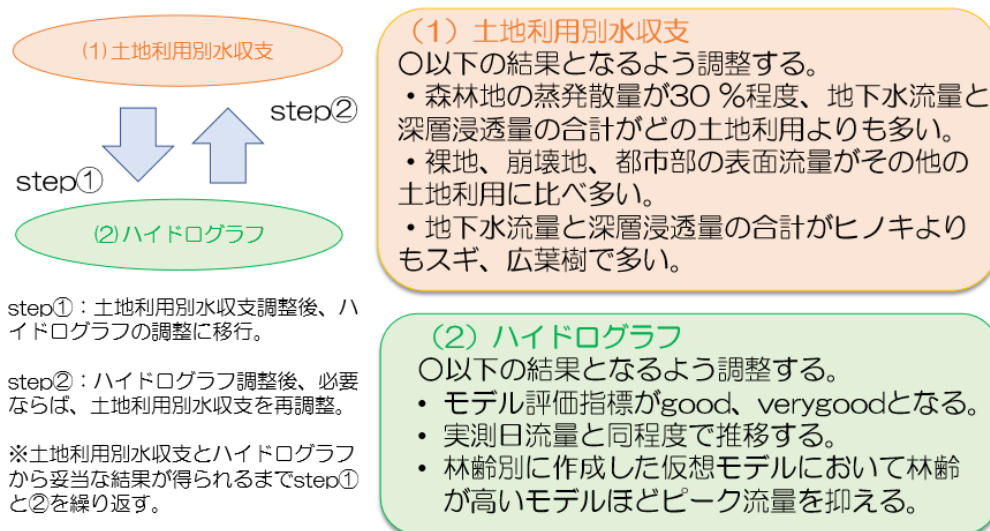 (1)土地利用別水収支
step②
step①
(2)ハイドログラフ
step①：土地利用別水収支調整後、ハ
イドログラフの調整に移行。
step②：ハイドログラフ調整後、必要
ならば、土地利用別水収支を再調整。
※土地利用別水収支とハイドログラフ
から妥当な結果が得られるまでstep①
と②を繰り返す。
（1）土地利用別水収支
〇以下の結果となるよう調整する。
・森林地の蒸発散量が30 %程度、地下水流量と
深層浸透量の合計がどの土地利用よりも多い。
・裸地、崩壊地、都市部の表面流量がその他の
土地利用に比べ多い。
・地下水流量と深層浸透量の合計がヒノキより
もスギ、広葉樹で多い。
（2）ハイドログラフ
〇以下の結果となるよう調整する。
• モデル評価指標がgood、verygoodとなる。
• 実測日流量と同程度で推移する。
• 林齢別に作成した仮想モデルにおいて林齢
が高いモデルほどピーク流量を抑える。